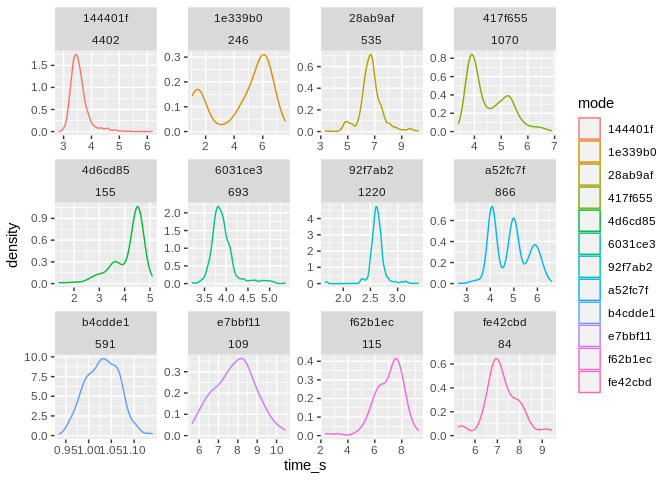 144401f 1e339b0 28ab9af 417f655
4402 246 535 1070
1.5 1.0 0.5 0.0
0.3 0.2 0.1 0.0
0.6 0.4 0.2 0.0
0.8 0.6 0.4 0.2 0.0
3 4 5 6
2 4 6
3 5 7 9
4 5 6 7
4d6cd85 6031ce3 92f7ab2 a52fc7f
155 693 1220 866
0.9 0.6 0.3 0.0
2.0 1.5 1.0 0.5 0.0
4 3 2 1 0
0.6 0.4 0.2 0.0
2 3 4 5
3.5 4.0 4.5 5.0
2.0 2.5 3.0
3 4 5 6
b4cdde1 e7bbf11 f62b1ec fe42cbd
591 109 115 84
10.0 7.5 5.0 2.5 0.0
0.3 0.2 0.1 0.0
0.4 0.3 0.2 0.1 0.0
0.6 0.4 0.2 0.0
0.95 1.00 1.05 1.10
6 7 8 9 10
2 4 6 8
6 7 8 9
time_s
density
mode
144401f
1e339b0
28ab9af
417f655
4d6cd85
6031ce3
92f7ab2
a52fc7f
b4cdde1
e7bbf11
f62b1ec
fe42cbd